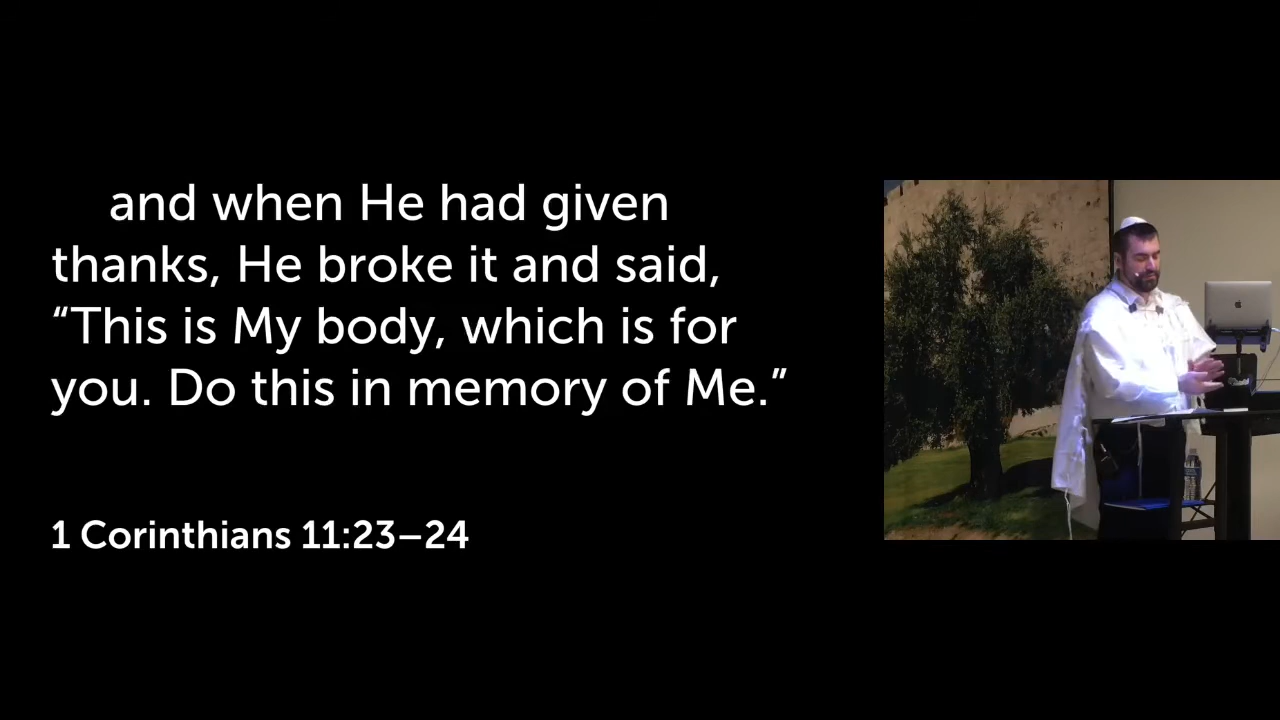 and when He had given
thanks, He broke it and said,
“This is My body, which is for
you. Do this in memory of Me.”
1 Corinthians 11:23–24